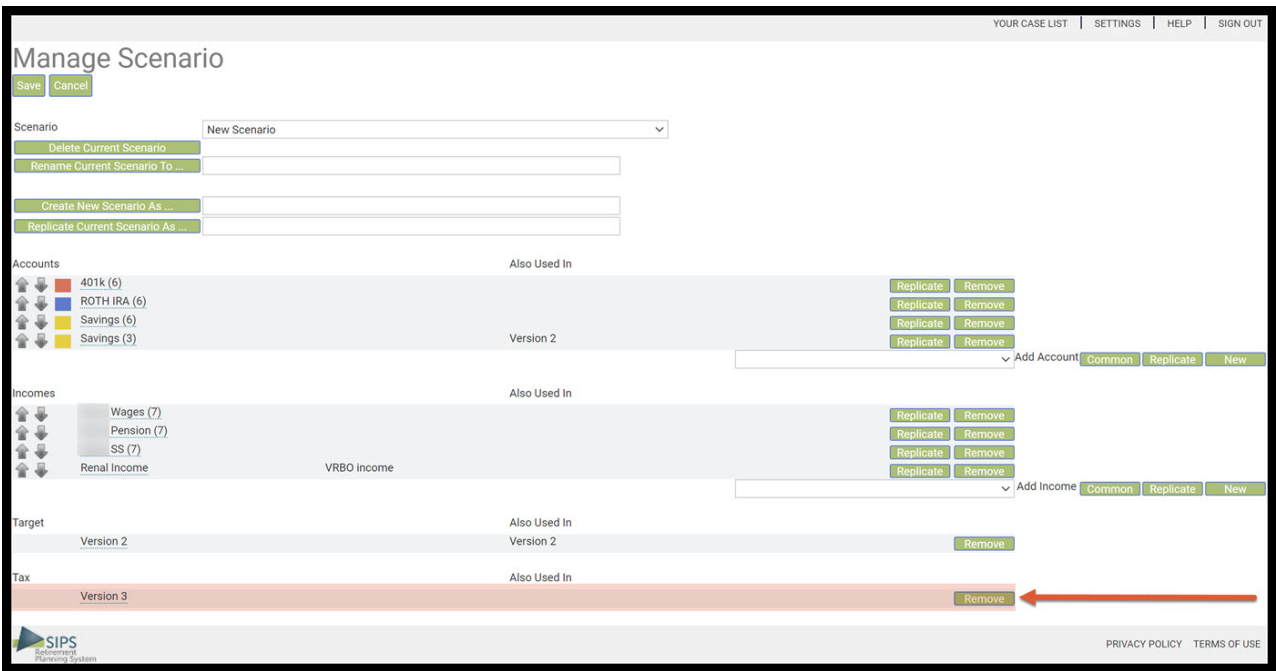 YOUR CASE LIST SETTINGS HELP SIGN OUT
Manage Scenario
Save Cancel
Scenario New Scenario
Delete Current Scenario
Rename Current Scenario To ...
Create New Scenario As ...
Replicate Current Scenario As ...
Accounts Also Used In
401k (6) Replicate Remove
ROTH IRA (6) Replicate Remove
Savings (6) Replicate Remove
Savings (3) Version 2 Replicate Remove
Add Account Common Replicate New
Incomes Also Used In
Wages (7) Replicate Remove
Pension (7) Replicate Remove
SS (7) Replicate Remove
Renal Income VRBO income Replicate Remove
Add Income Common Replicate New
Target Also Used In
Version 2 Version 2 Remove
Tax Also Used In
Version 3 Remove
SIPS
Retirement
Planning System
PRIVACY POLICY TERMS OF USE